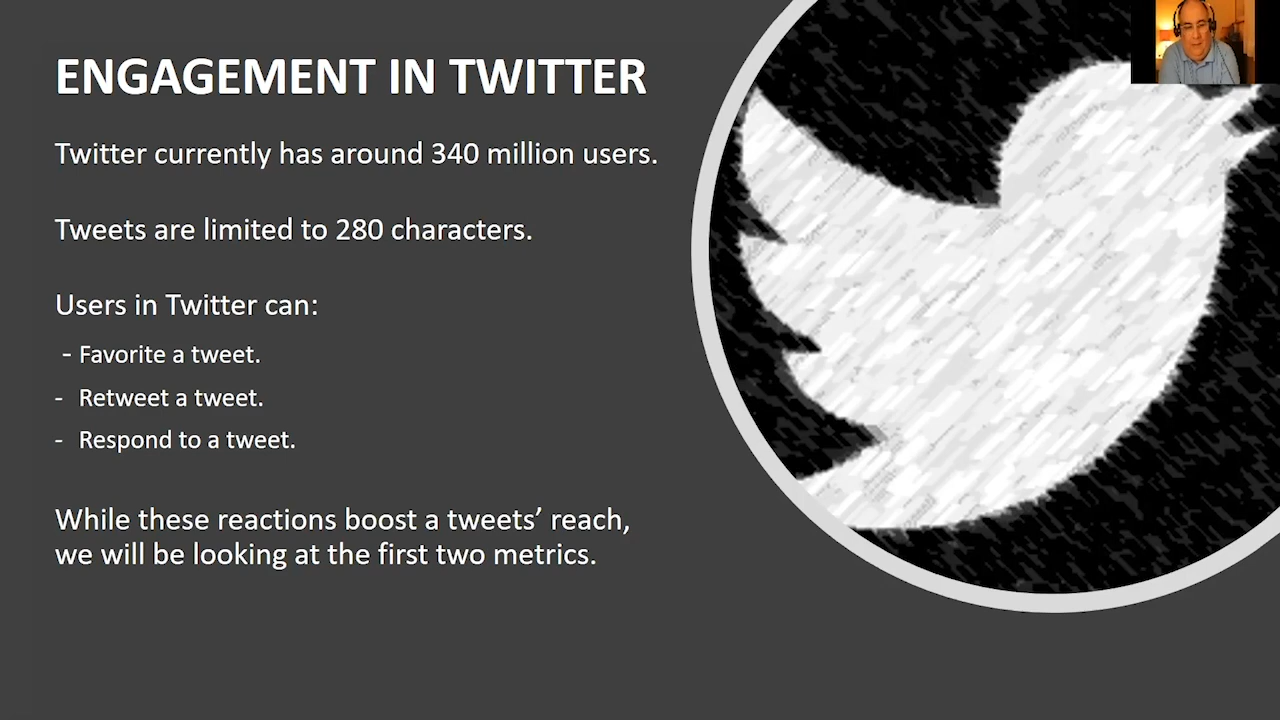 ENGAGEMENT IN TWITTER
Twitter currently has around 340 million users.
Tweets are limited to 280 characters.
Users in Twitter can:
- Favorite a tweet.
- Retweet a tweet.
- Respond to a tweet.
While these reactions boost a tweets’ reach,
we will be looking at the first two metrics.